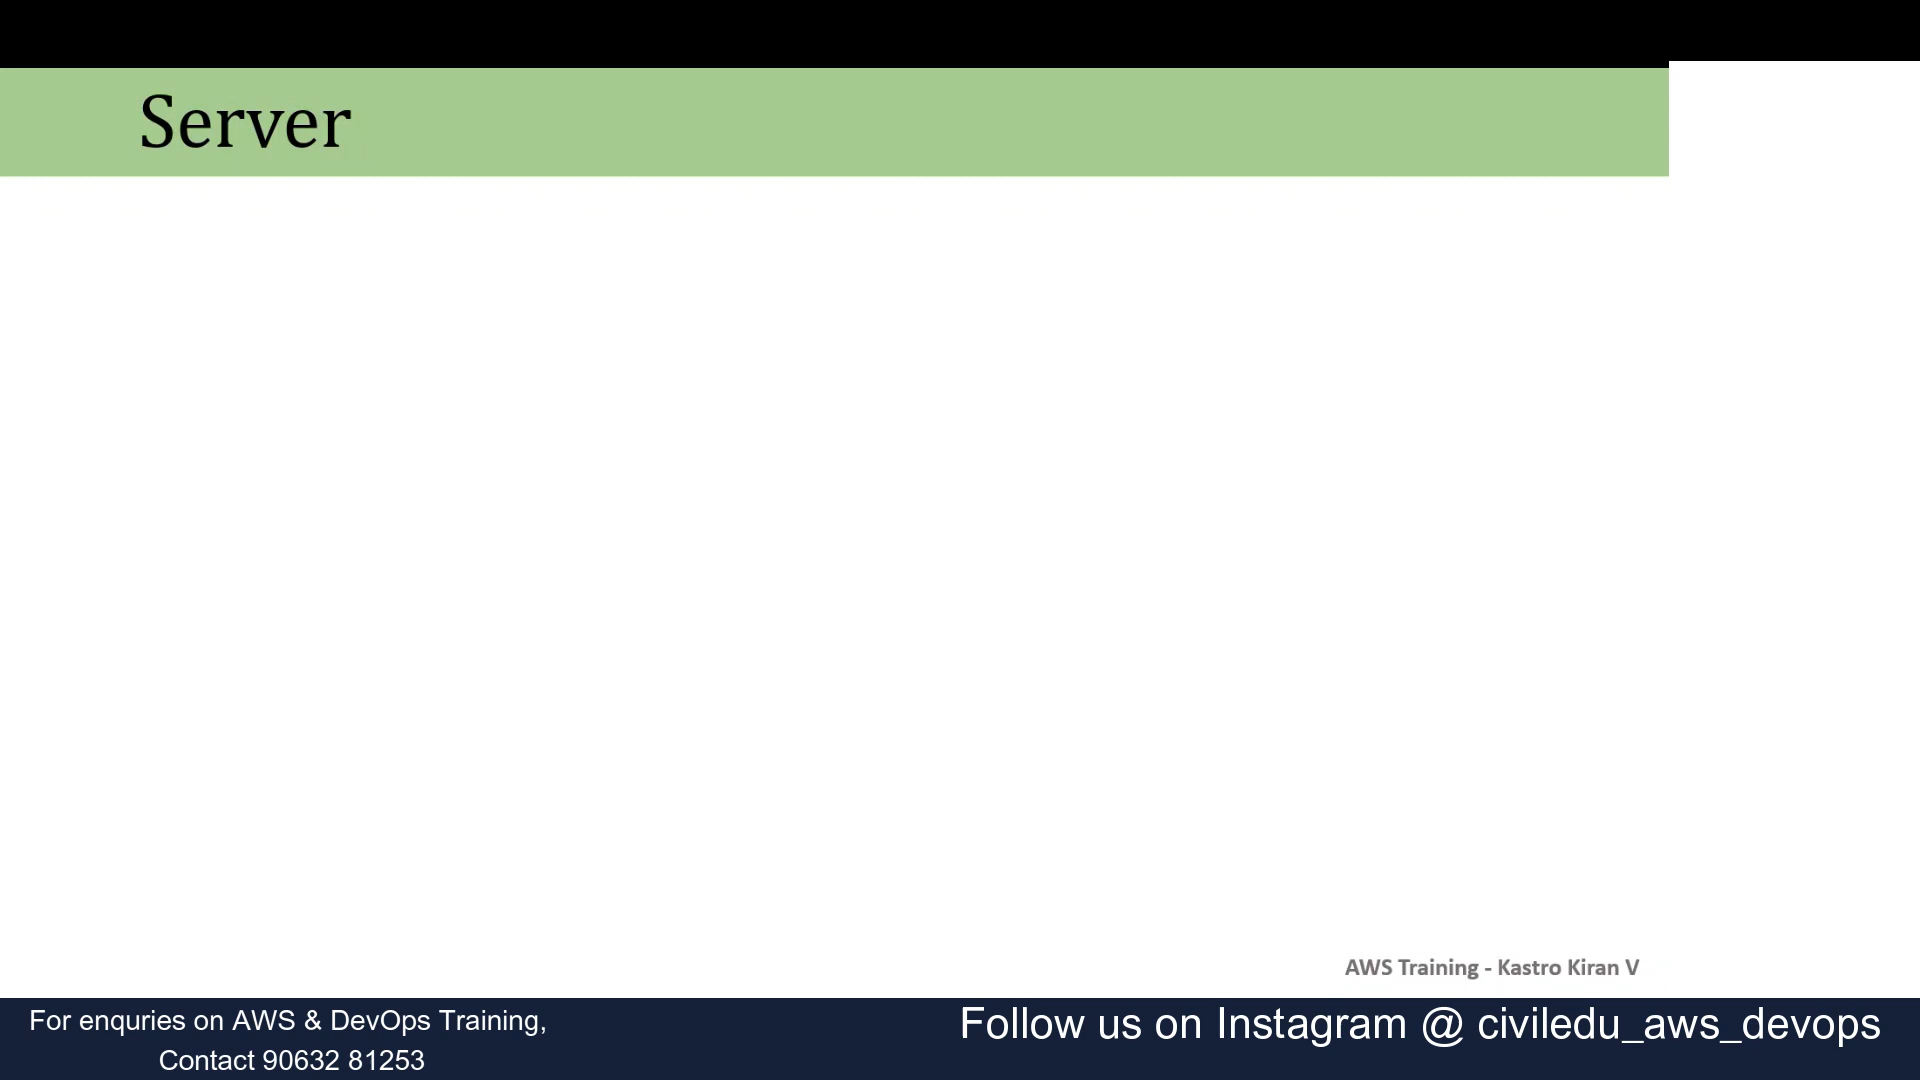 Server
AWS Training - Kastro Kiran V
For enquries on AWS & DevOps Training,
Contact 90632 81253
Follow us on Instagram @ civiledu_aws_devops